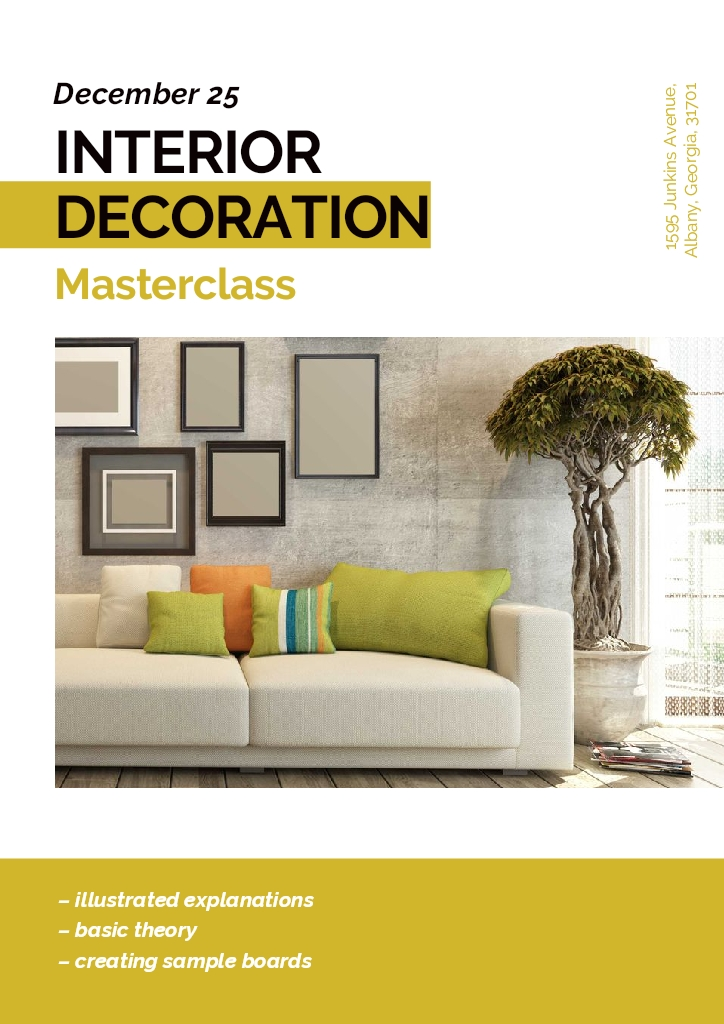 December 25
INTERIOR
DECORATION
Masterclass
1595 Junkins Avenue,
Albany, Georgia, 31701
– illustrated explanations
– basic theory
– creating sample boards